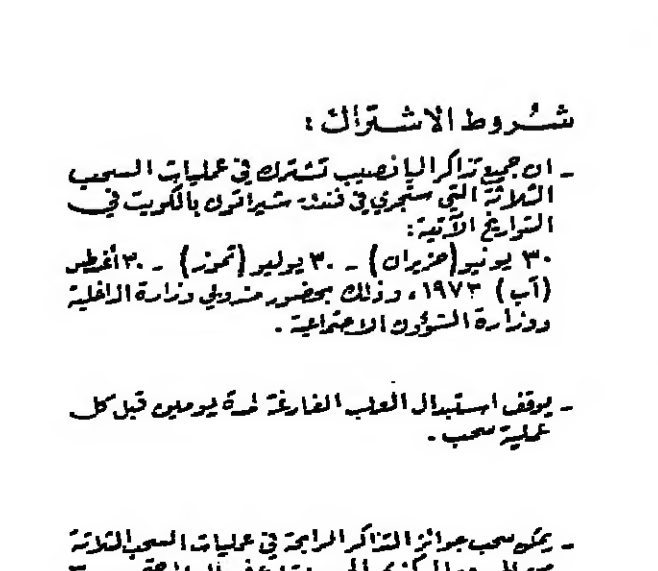 شروط الاشتراك :
- ان جميع تذاكر اليانصيب تشترك في عمليات السحب
الثلاثة التي ستجري في فندق شيراتون بالكويت في
التواريخ الآتية :
٣٠ يونيو (حزيران) - ٣٠ يوليو (تموز) - ٣٠ أغسطس
(آب) ١٩٧٣ ، وذلك بحضور مندوبي وزارة الداخلية
ووزارة الشؤون الاجتماعية .
- يوقف استبدال العلب الفارغة لمدة يومين قبل كل
عملية سحب .
- يمكن سحب جوائز التذاكر الرابحة في عمليات السحب الثلاثة